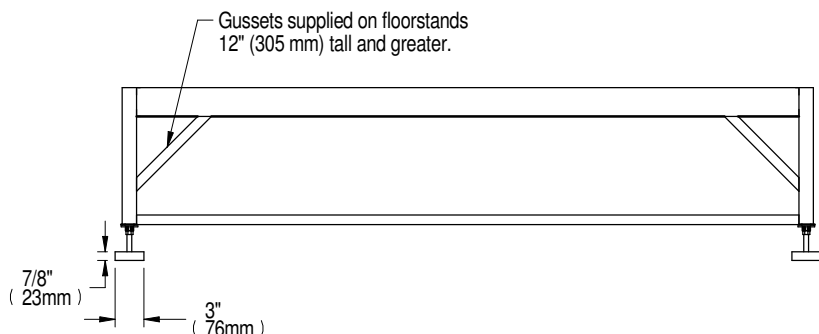 Gussets supplied on floorstands
12" (305 mm) tall and greater.
7/8"
( 23mm )
3"
( 76mm )